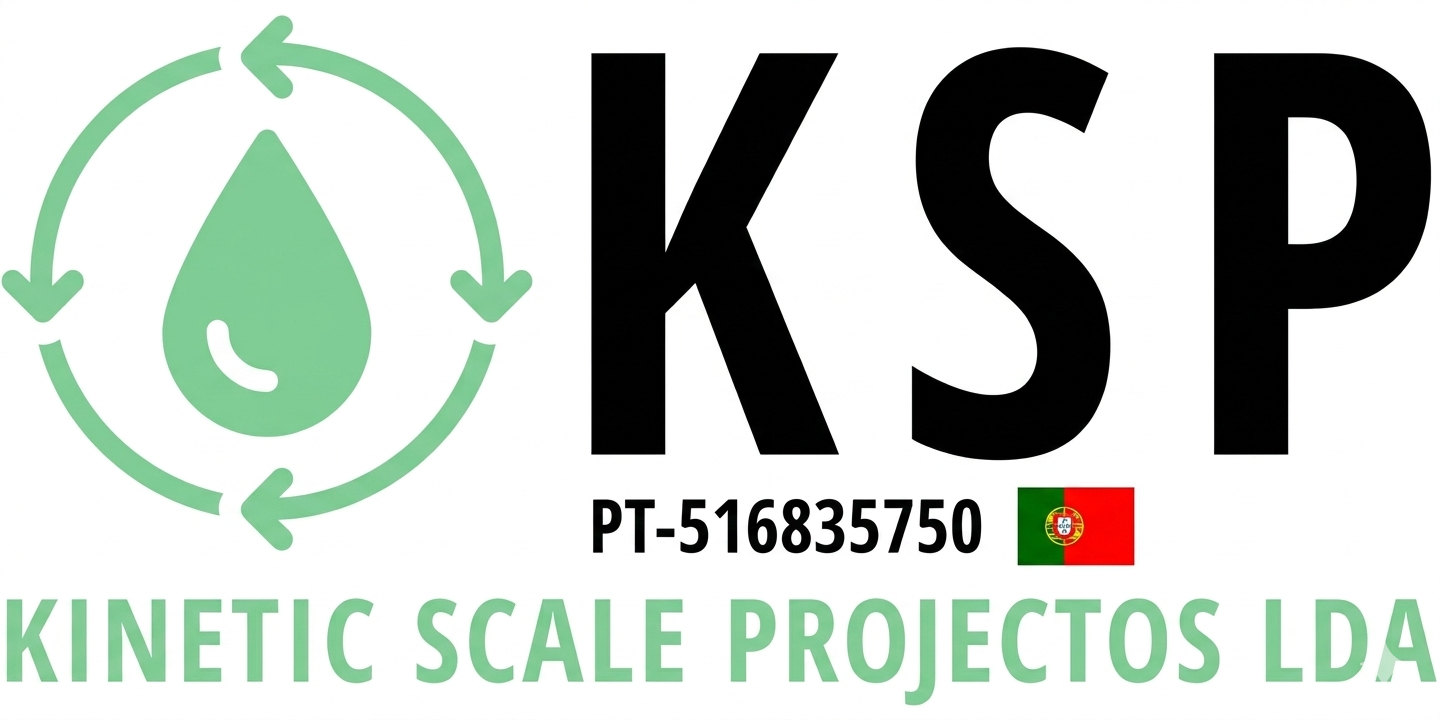 KSP
PT-516835750
KINETIC SCALE PROJECTOS LDA